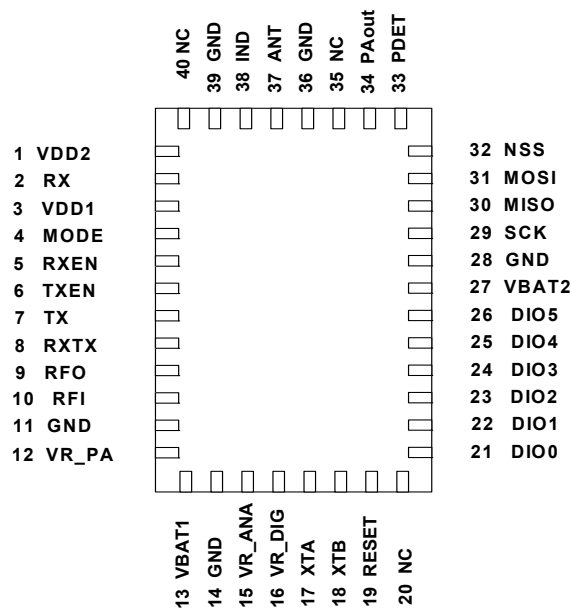 40 NC
39 GND
38 IND
37 ANT
36 GND
35 NC
34 PAout
33 PDET
1 VDD2
2 RX
3 VDD1
4 MODE
5 RXEN
6 TXEN
7 TX
8 RXTX
9 RFO
10 RFI
11 GND
12 VR_PA
32 NSS
31 MOSI
30 MISO
29 SCK
28 GND
27 VBAT2
26 DIO5
25 DIO4
24 DIO3
23 DIO2
22 DIO1
21 DIO0
13 VBAT1
14 GND
15 VR_ANA
16 VR_DIG
17 XTA
18 XTB
19 RESET
20 NC